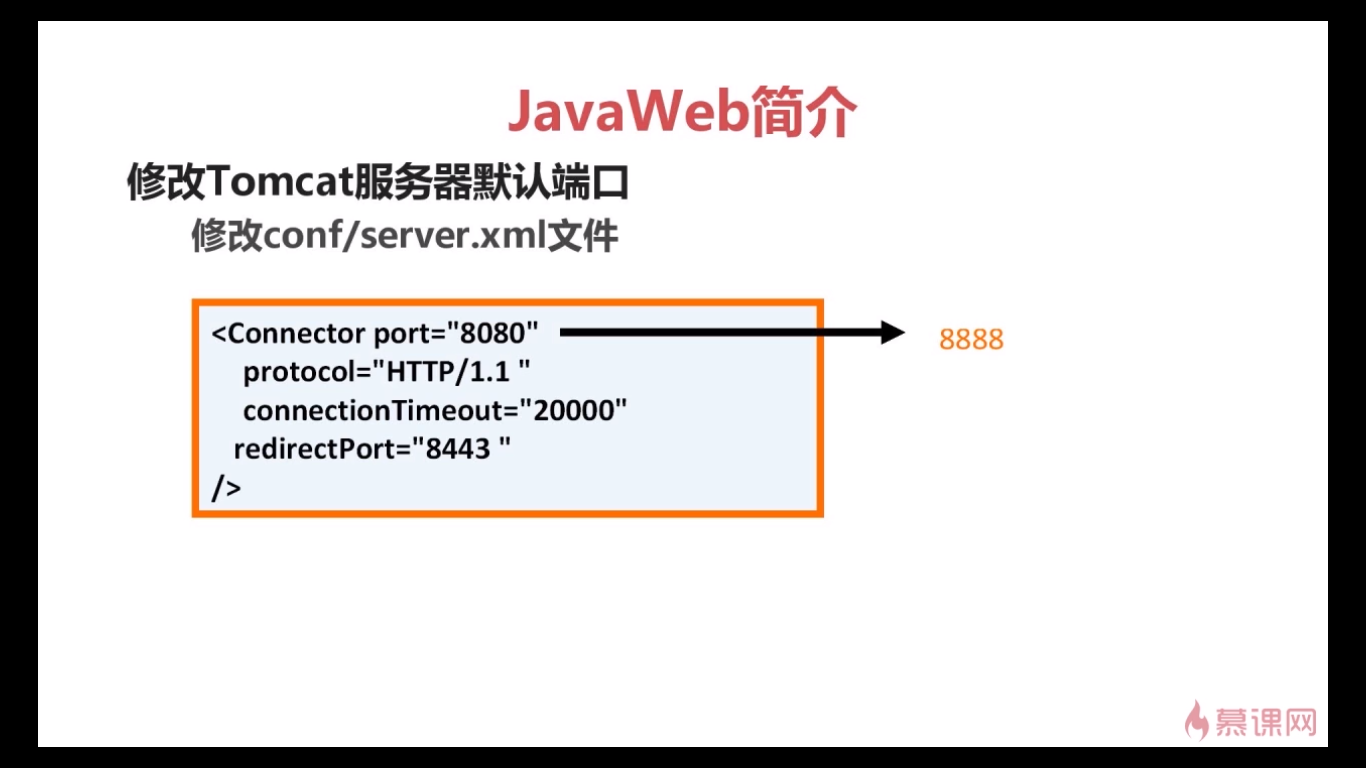 JavaWeb简介
修改Tomcat服务器默认端口
修改conf/server.xml文件
<Connector port="8080"
8888
protocol="HTTP/1.1 "
connectionTimeout="20000"
redirectPort="8443 "
/>
慕课网